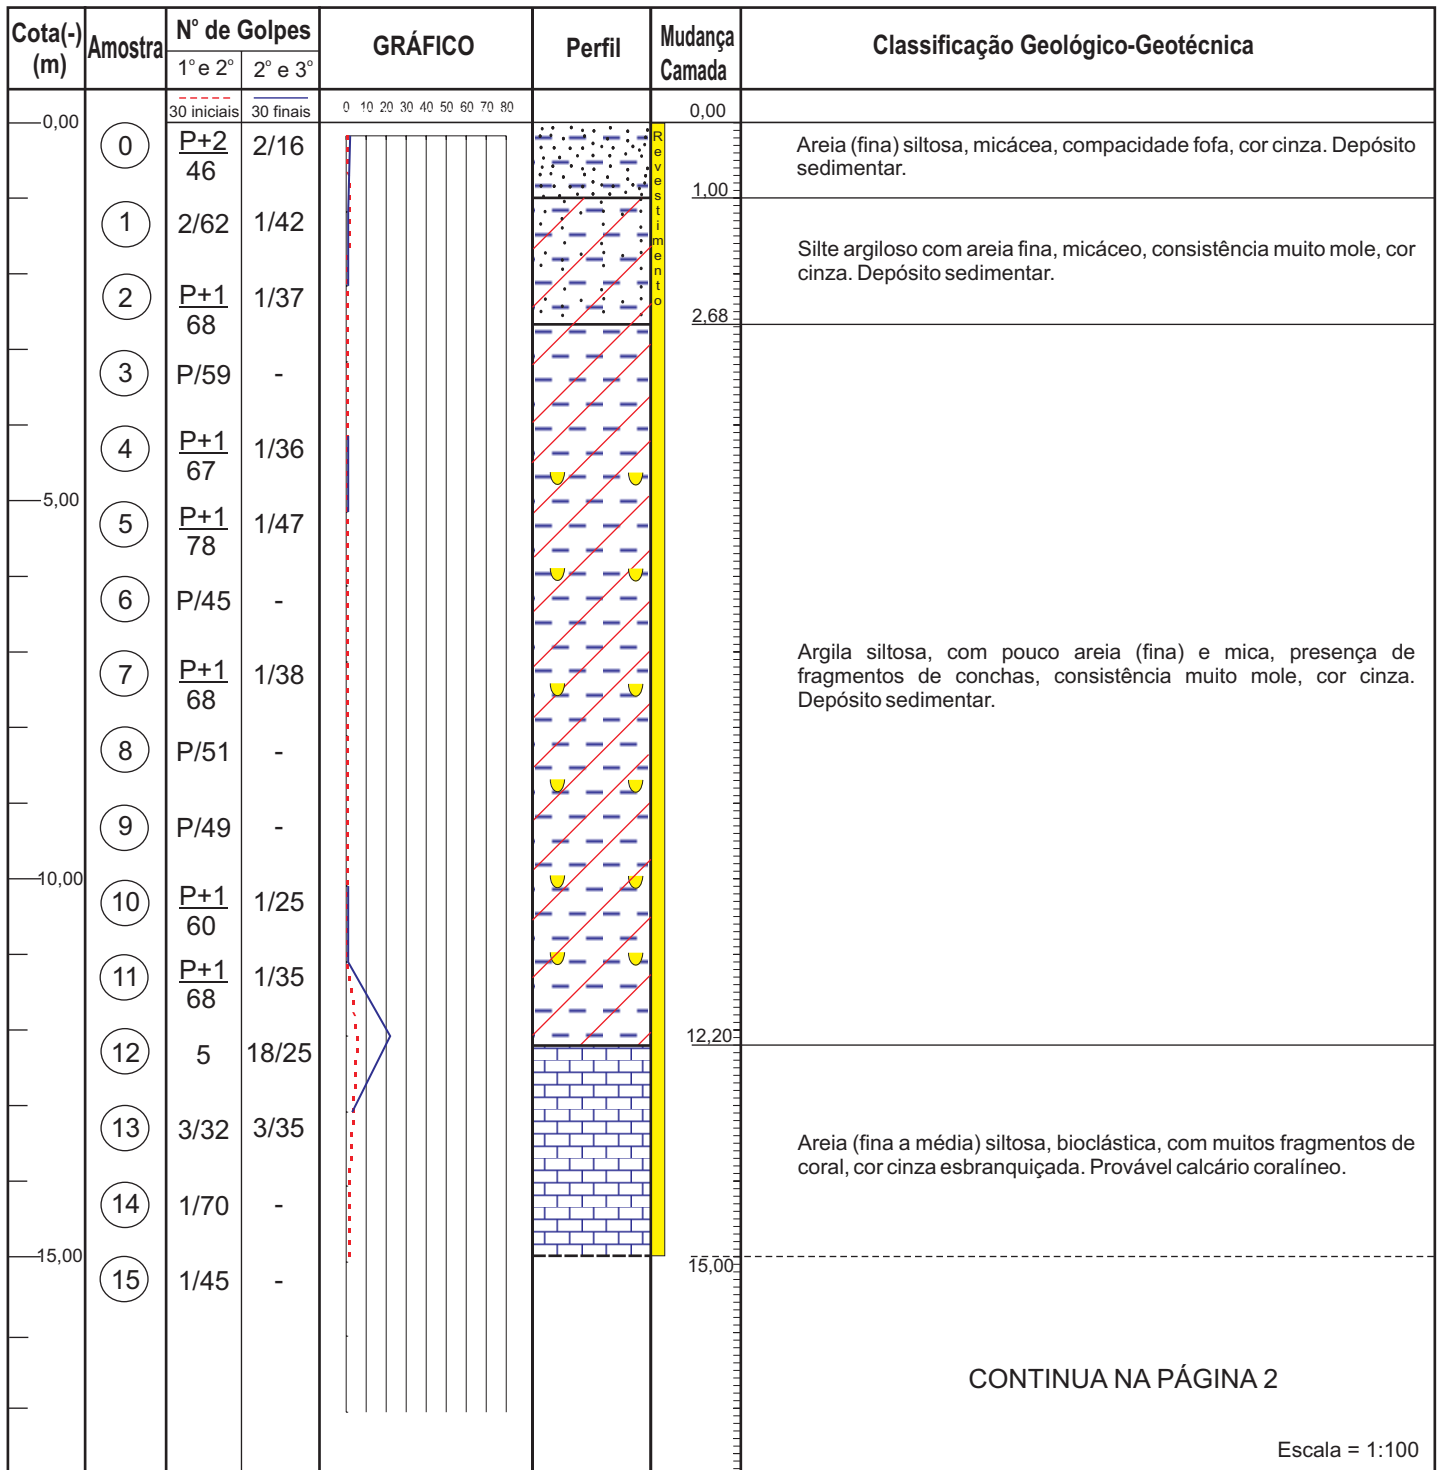 Cota(-) (m) Amostra N° de Golpes GRÁFICO Perfil Mudança Camada Classificação Geológico-Geotécnica
1° e 2° 2° e 3°
30 iniciais 30 finais 0 10 20 30 40 50 60 70 80 0,00
0,00
0 P+2/46 2/16
Revestimento
Areia (fina) siltosa, micácea, compacidade fofa, cor cinza. Depósito
sedimentar.
1,00
1 2/62 1/42
Silte argiloso com areia fina, micáceo, consistência muito mole, cor
cinza. Depósito sedimentar.
2 P+1/68 1/37
2,68
3 P/59 -
4 P+1/67 1/36
5,00
5 P+1/78 1/47
6 P/45 -
Argila siltosa, com pouco areia (fina) e mica, presença de
fragmentos de conchas, consistência muito mole, cor cinza.
Depósito sedimentar.
7 P+1/68 1/38
8 P/51 -
9 P/49 -
10,00
10 P+1/60 1/25
11 P+1/68 1/35
12,20
12 5 18/25
13 3/32 3/35
Areia (fina a média) siltosa, bioclástica, com muitos fragmentos de
coral, cor cinza esbranquiçada. Provável calcário coralíneo.
14 1/70 -
15,00
15,00
15 1/45 -
CONTINUA NA PÁGINA 2
Escala = 1:100